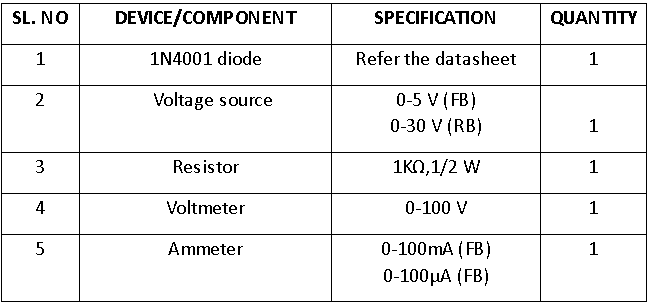 SL. NO DEVICE/COMPONENT SPECIFICATION QUANTITY
1 1N4001 diode Refer the datasheet 1
2 Voltage source 0-5 V (FB)
0-30 V (RB) 1
3 Resistor 1KΩ,1/2 W 1
4 Voltmeter 0-100 V 1
5 Ammeter 0-100mA (FB) 1
0-100µA (FB)